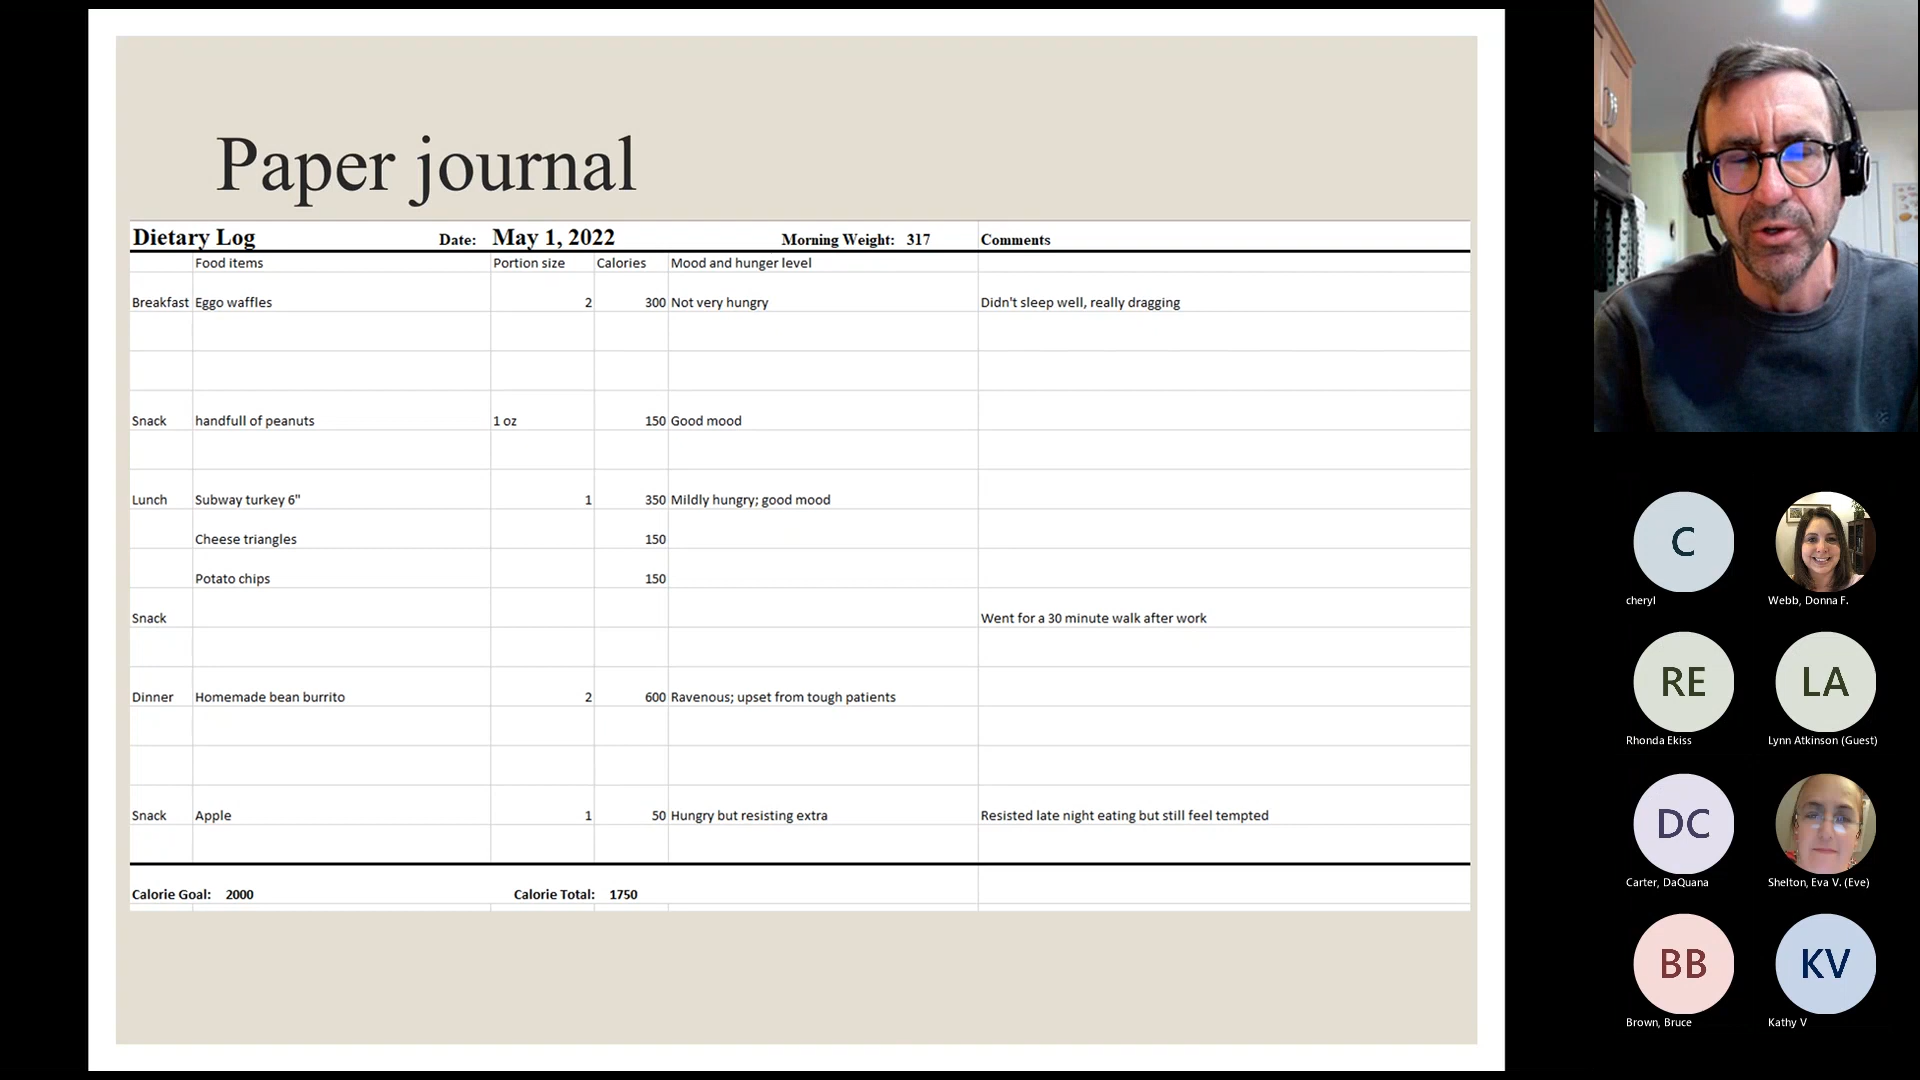 Paper journal
Dietary Log Date: May 1, 2022 Morning Weight: 317 Comments
Food items Portion size Calories Mood and hunger level
Breakfast Eggo waffles 2 300 Not very hungry Didn't sleep well, really dragging
Snack handfull of peanuts 1 oz 150 Good mood
Lunch Subway turkey 6" 1 350 Mildly hungry; good mood
Cheese triangles 150
Potato chips 150
Snack Went for a 30 minute walk after work
Dinner Homemade bean burrito 2 600 Ravenous; upset from tough patients
Snack Apple 1 50 Hungry but resisting extra Resisted late night eating but still feel tempted
Calorie Goal: 2000 Calorie Total: 1750
C
cheryl
Webb, Donna F.
RE LA
Rhonda Ekiss Lynn Atkinson (Guest)
DC
Carter, DaQuana Shelton, Eva V. (Eve)
BB KV
Brown, Bruce Kathy V